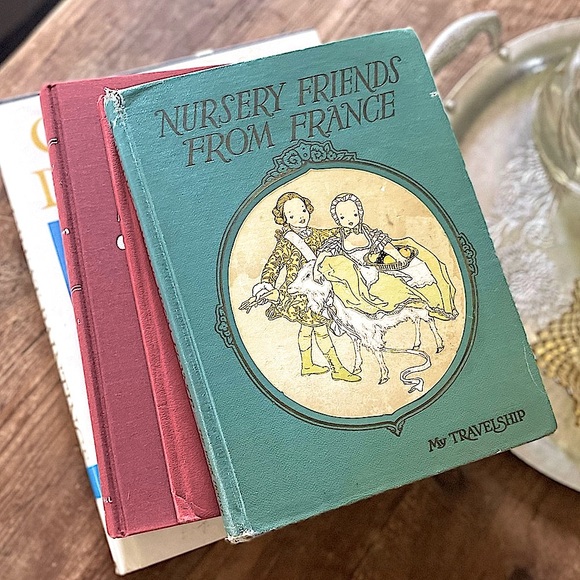 NURSERY FRIENDS
FROM FRANCE
My TRAVELSHIP